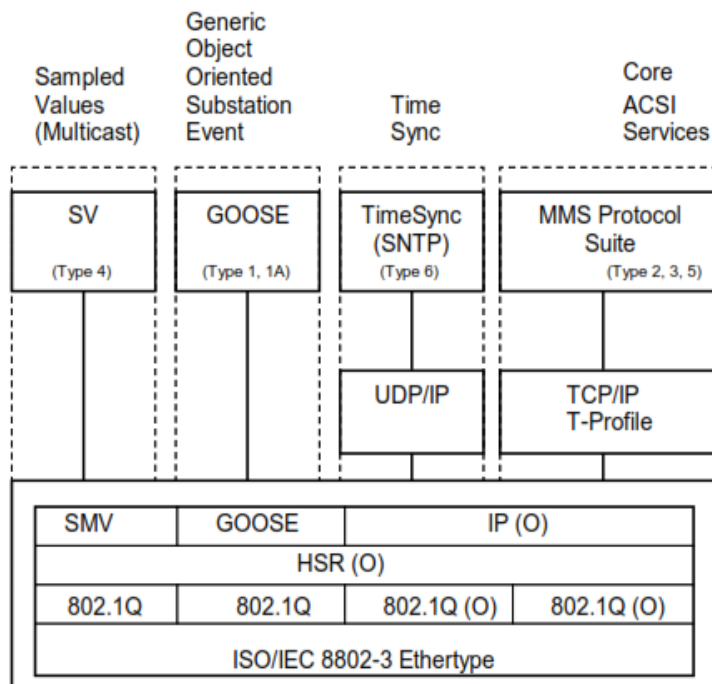 Sampled
Values
(Multicast)
Generic
Object
Oriented
Substation
Event
Time
Sync
Core
ACSI
Services
SV
(Type 4)
GOOSE
(Type 1, 1A)
TimeSync
(SNTP)
(Type 6)
MMS Protocol
Suite
(Type 2, 3, 5)
UDP/IP
TCP/IP
T-Profile
SMV
GOOSE
IP (O)
HSR (O)
802.1Q
802.1Q
802.1Q (O)
802.1Q (O)
ISO/IEC 8802-3 Ethertype